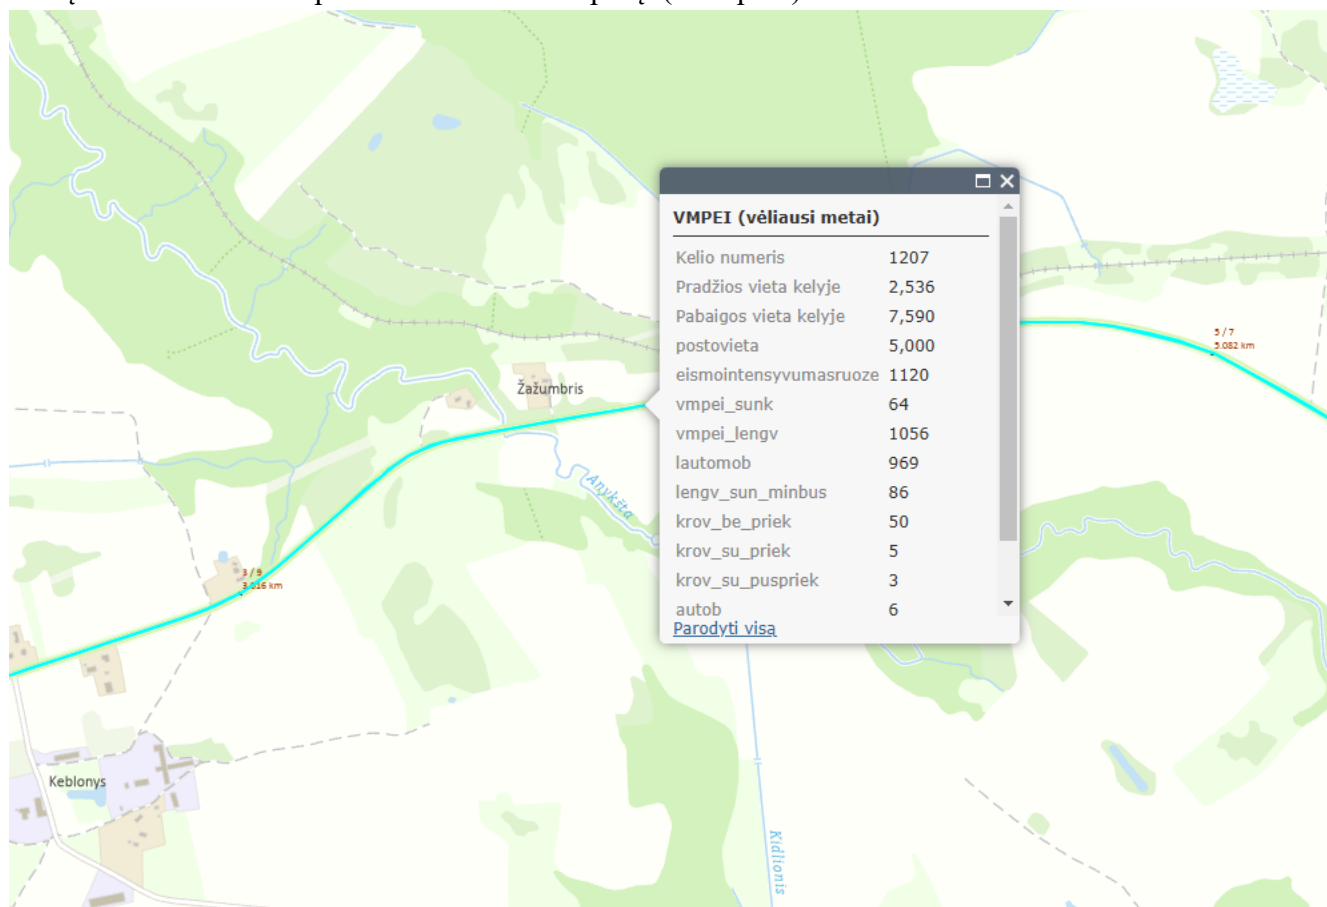 VMPEI (vėliausi metai)
Kelio numeris 1207
Pradžios vieta kelyje 2,536
Pabaigos vieta kelyje 7,590
postovieta 5,000
eismointensyvumasruoze 1120
vmpei_sunk 64
vmpei_lengv 1056
lautomob 969
lengv_sun_minbus 86
krov_be_priek 50
krov_su_priek 5
krov_su_puspriek 3
autob 6
Parodyti visą
5 / 7
5.082 km
Žažumbris
Anykšta
3 / 9
km
Keblonys
Kidlionis